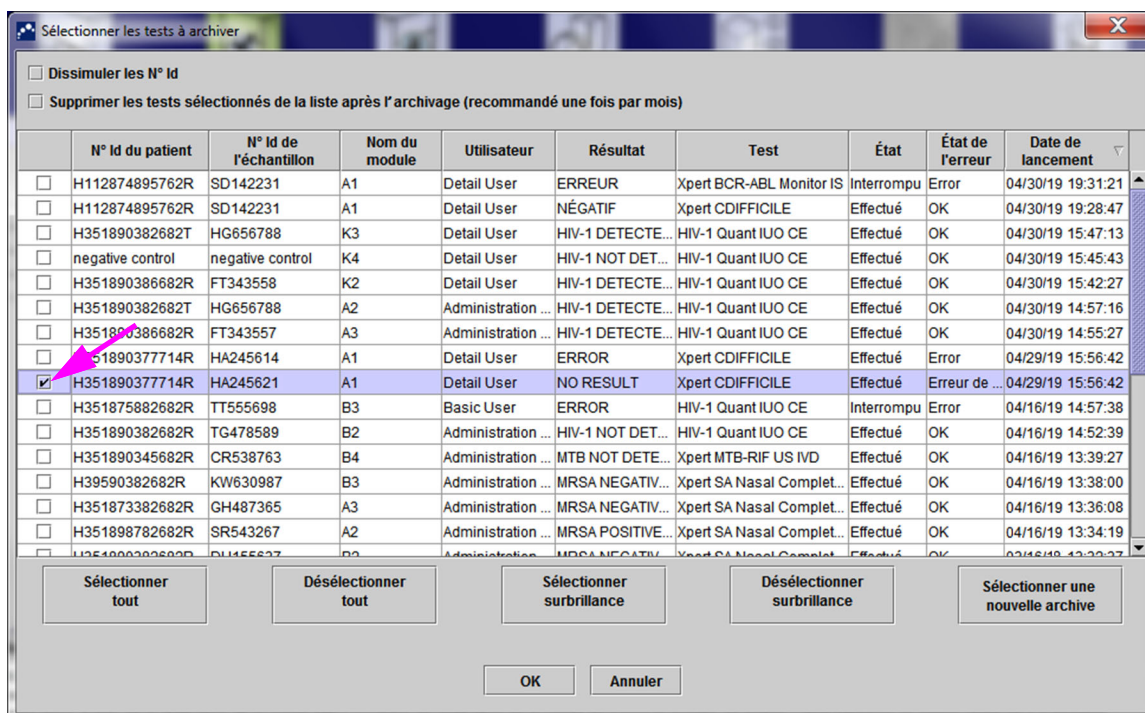 Sélectionner les tests à archiver
Dissimuler les N° Id
Supprimer les tests sélectionnés de la liste après l'archivage (recommandé une fois par mois)
N° Id du patient N° Id de l'échantillon Nom du module Utilisateur Résultat Test État État de l'erreur Date de lancement
H112874895762R SD142231 A1 Detail User ERREUR Xpert BCR-ABL Monitor IS Interrompu Error 04/30/19 19:31:21
H112874895762R SD142231 A1 Detail User NÉGATIF Xpert CDIFFICILE Effectué OK 04/30/19 19:28:47
H351890382682T HG656788 K3 Detail User HIV-1 DETECTE... HIV-1 Quant IUO CE Effectué OK 04/30/19 15:47:13
negative control negative control K4 Detail User HIV-1 NOT DET... HIV-1 Quant IUO CE Effectué OK 04/30/19 15:45:43
H351890386682R FT343558 K2 Detail User HIV-1 DETECTE... HIV-1 Quant IUO CE Effectué OK 04/30/19 15:42:27
H351890382682T HG656788 A2 Administration ... HIV-1 DETECTE... HIV-1 Quant IUO CE Effectué OK 04/30/19 14:57:16
H351890386682R FT343557 A3 Administration ... HIV-1 DETECTE... HIV-1 Quant IUO CE Effectué OK 04/30/19 14:55:27
H351890377714R HA245614 A1 Detail User ERROR Xpert CDIFFICILE Effectué Error 04/29/19 15:56:42
H351890377714R HA245621 A1 Detail User NO RESULT Xpert CDIFFICILE Effectué Erreur de ... 04/29/19 15:56:42
H351875882682R TT555698 B3 Basic User ERROR HIV-1 Quant IUO CE Interrompu Error 04/16/19 14:57:38
H351890382682R TG478589 B2 Administration ... HIV-1 NOT DET... HIV-1 Quant IUO CE Effectué OK 04/16/19 14:52:39
H351890345682R CR538763 B4 Administration ... MTB NOT DETE... Xpert MTB-RIF US IVD Effectué OK 04/16/19 13:39:27
H39590382682R KW630987 B3 Administration ... MRSA NEGATIV... Xpert SA Nasal Complet... Effectué OK 04/16/19 13:38:00
H351873382682R GH487365 A3 Administration ... MRSA NEGATIV... Xpert SA Nasal Complet... Effectué OK 04/16/19 13:36:08
H351898782682R SR543267 A2 Administration ... MRSA POSITIVE... Xpert SA Nasal Complet... Effectué OK 04/16/19 13:34:19
Sélectionner tout Désélectionner tout Sélectionner surbrillance Désélectionner surbrillance Sélectionner une nouvelle archive
OK Annuler